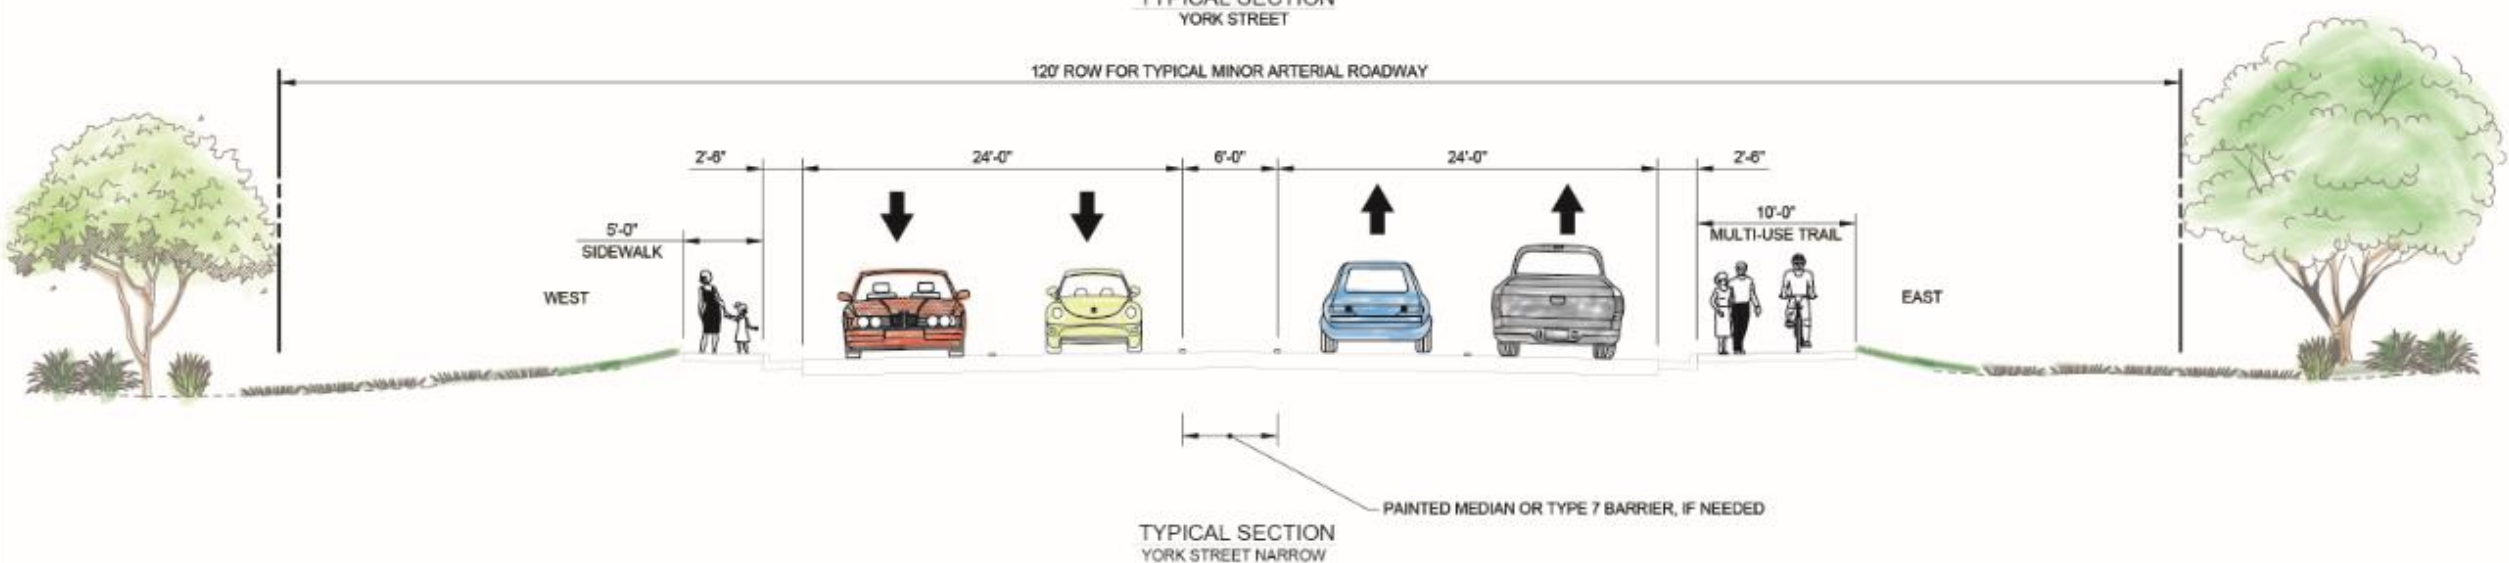 TYPICAL SECTION
YORK STREET
120' ROW FOR TYPICAL MINOR ARTERIAL ROADWAY
2'-6" 24'-0" 6'-0" 24'-0" 2'-6"
10'-0"
MULTI-USE TRAIL
5'-0"
SIDEWALK
WEST
EAST
PAINTED MEDIAN OR TYPE 7 BARRIER, IF NEEDED
TYPICAL SECTION
YORK STREET NARROW